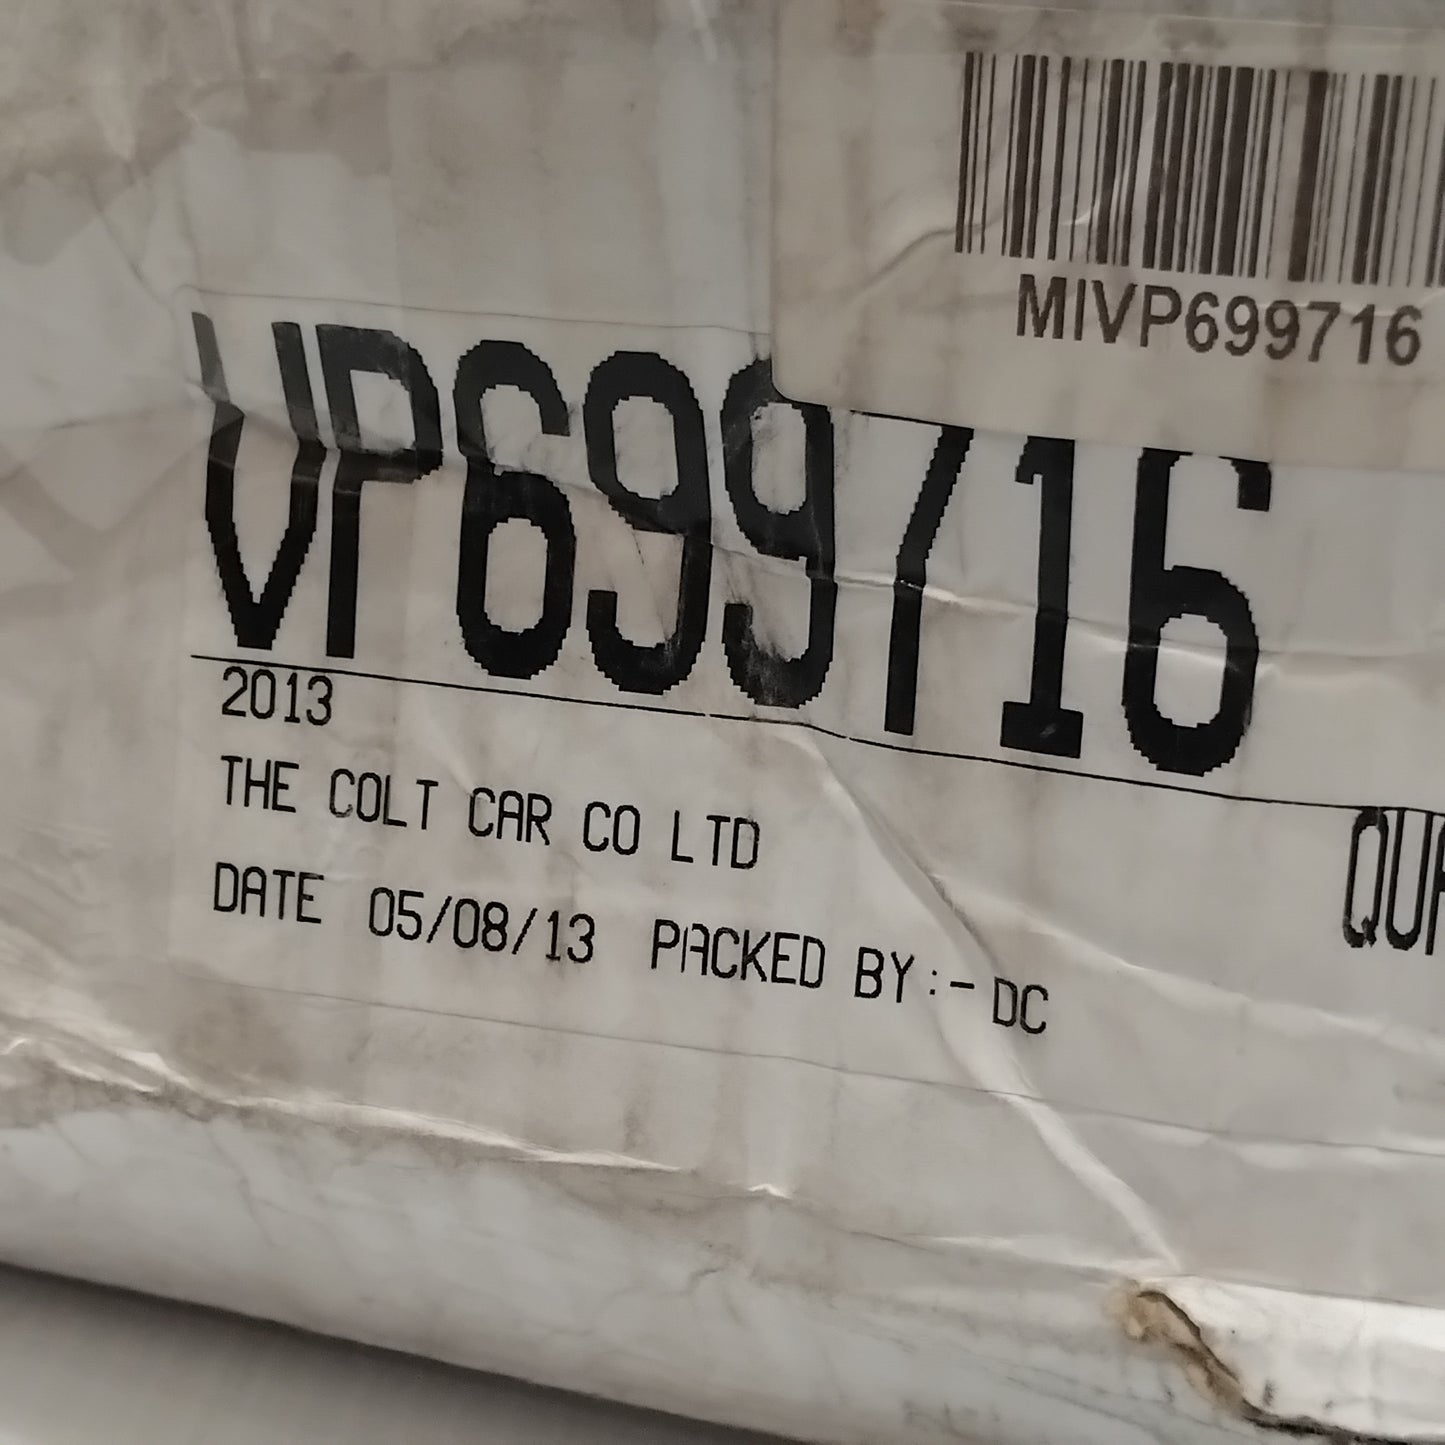 MIVP699716
VP699716
2013
THE COLT CAR CO LTD
DATE 05/08/13 PACKED BY:- DC